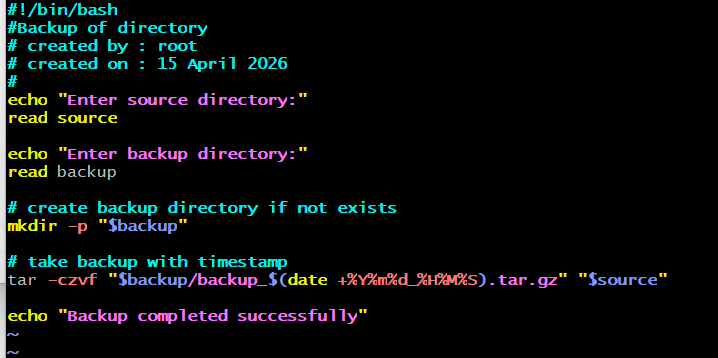 #!/bin/bash
#Backup of directory
# created by : root
# created on : 15 April 2026
#
echo "Enter source directory:"
read source
echo "Enter backup directory:"
read backup
# create backup directory if not exists
mkdir -p "$backup"
# take backup with timestamp
tar -czvf "$backup/backup_$(date +%Y%m%d_%H%M%S).tar.gz" "$source"
echo "Backup completed successfully"
~
~